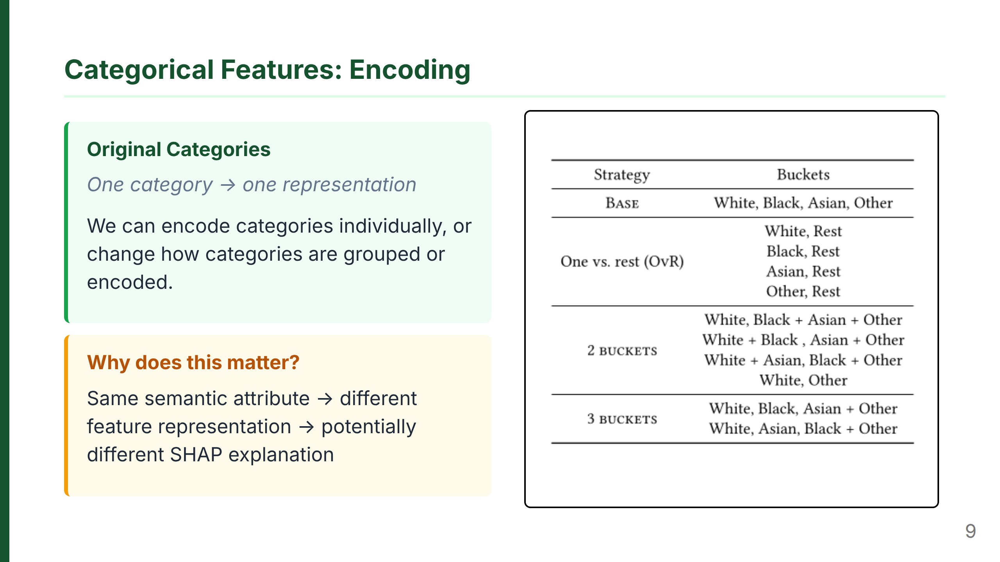 Categorical Features: Encoding
Original Categories
One category → one representation
We can encode categories individually, or
change how categories are grouped or
encoded.
Why does this matter?
Same semantic attribute → different
feature representation → potentially
different SHAP explanation
Strategy Buckets
BASE White, Black, Asian, Other
One vs. rest (OvR)
White, Rest
Black, Rest
Asian, Rest
Other, Rest
2 BUCKETS
White, Black + Asian + Other
White + Black , Asian + Other
White + Asian, Black + Other
White, Other
3 BUCKETS
White, Black, Asian + Other
White, Asian, Black + Other
9